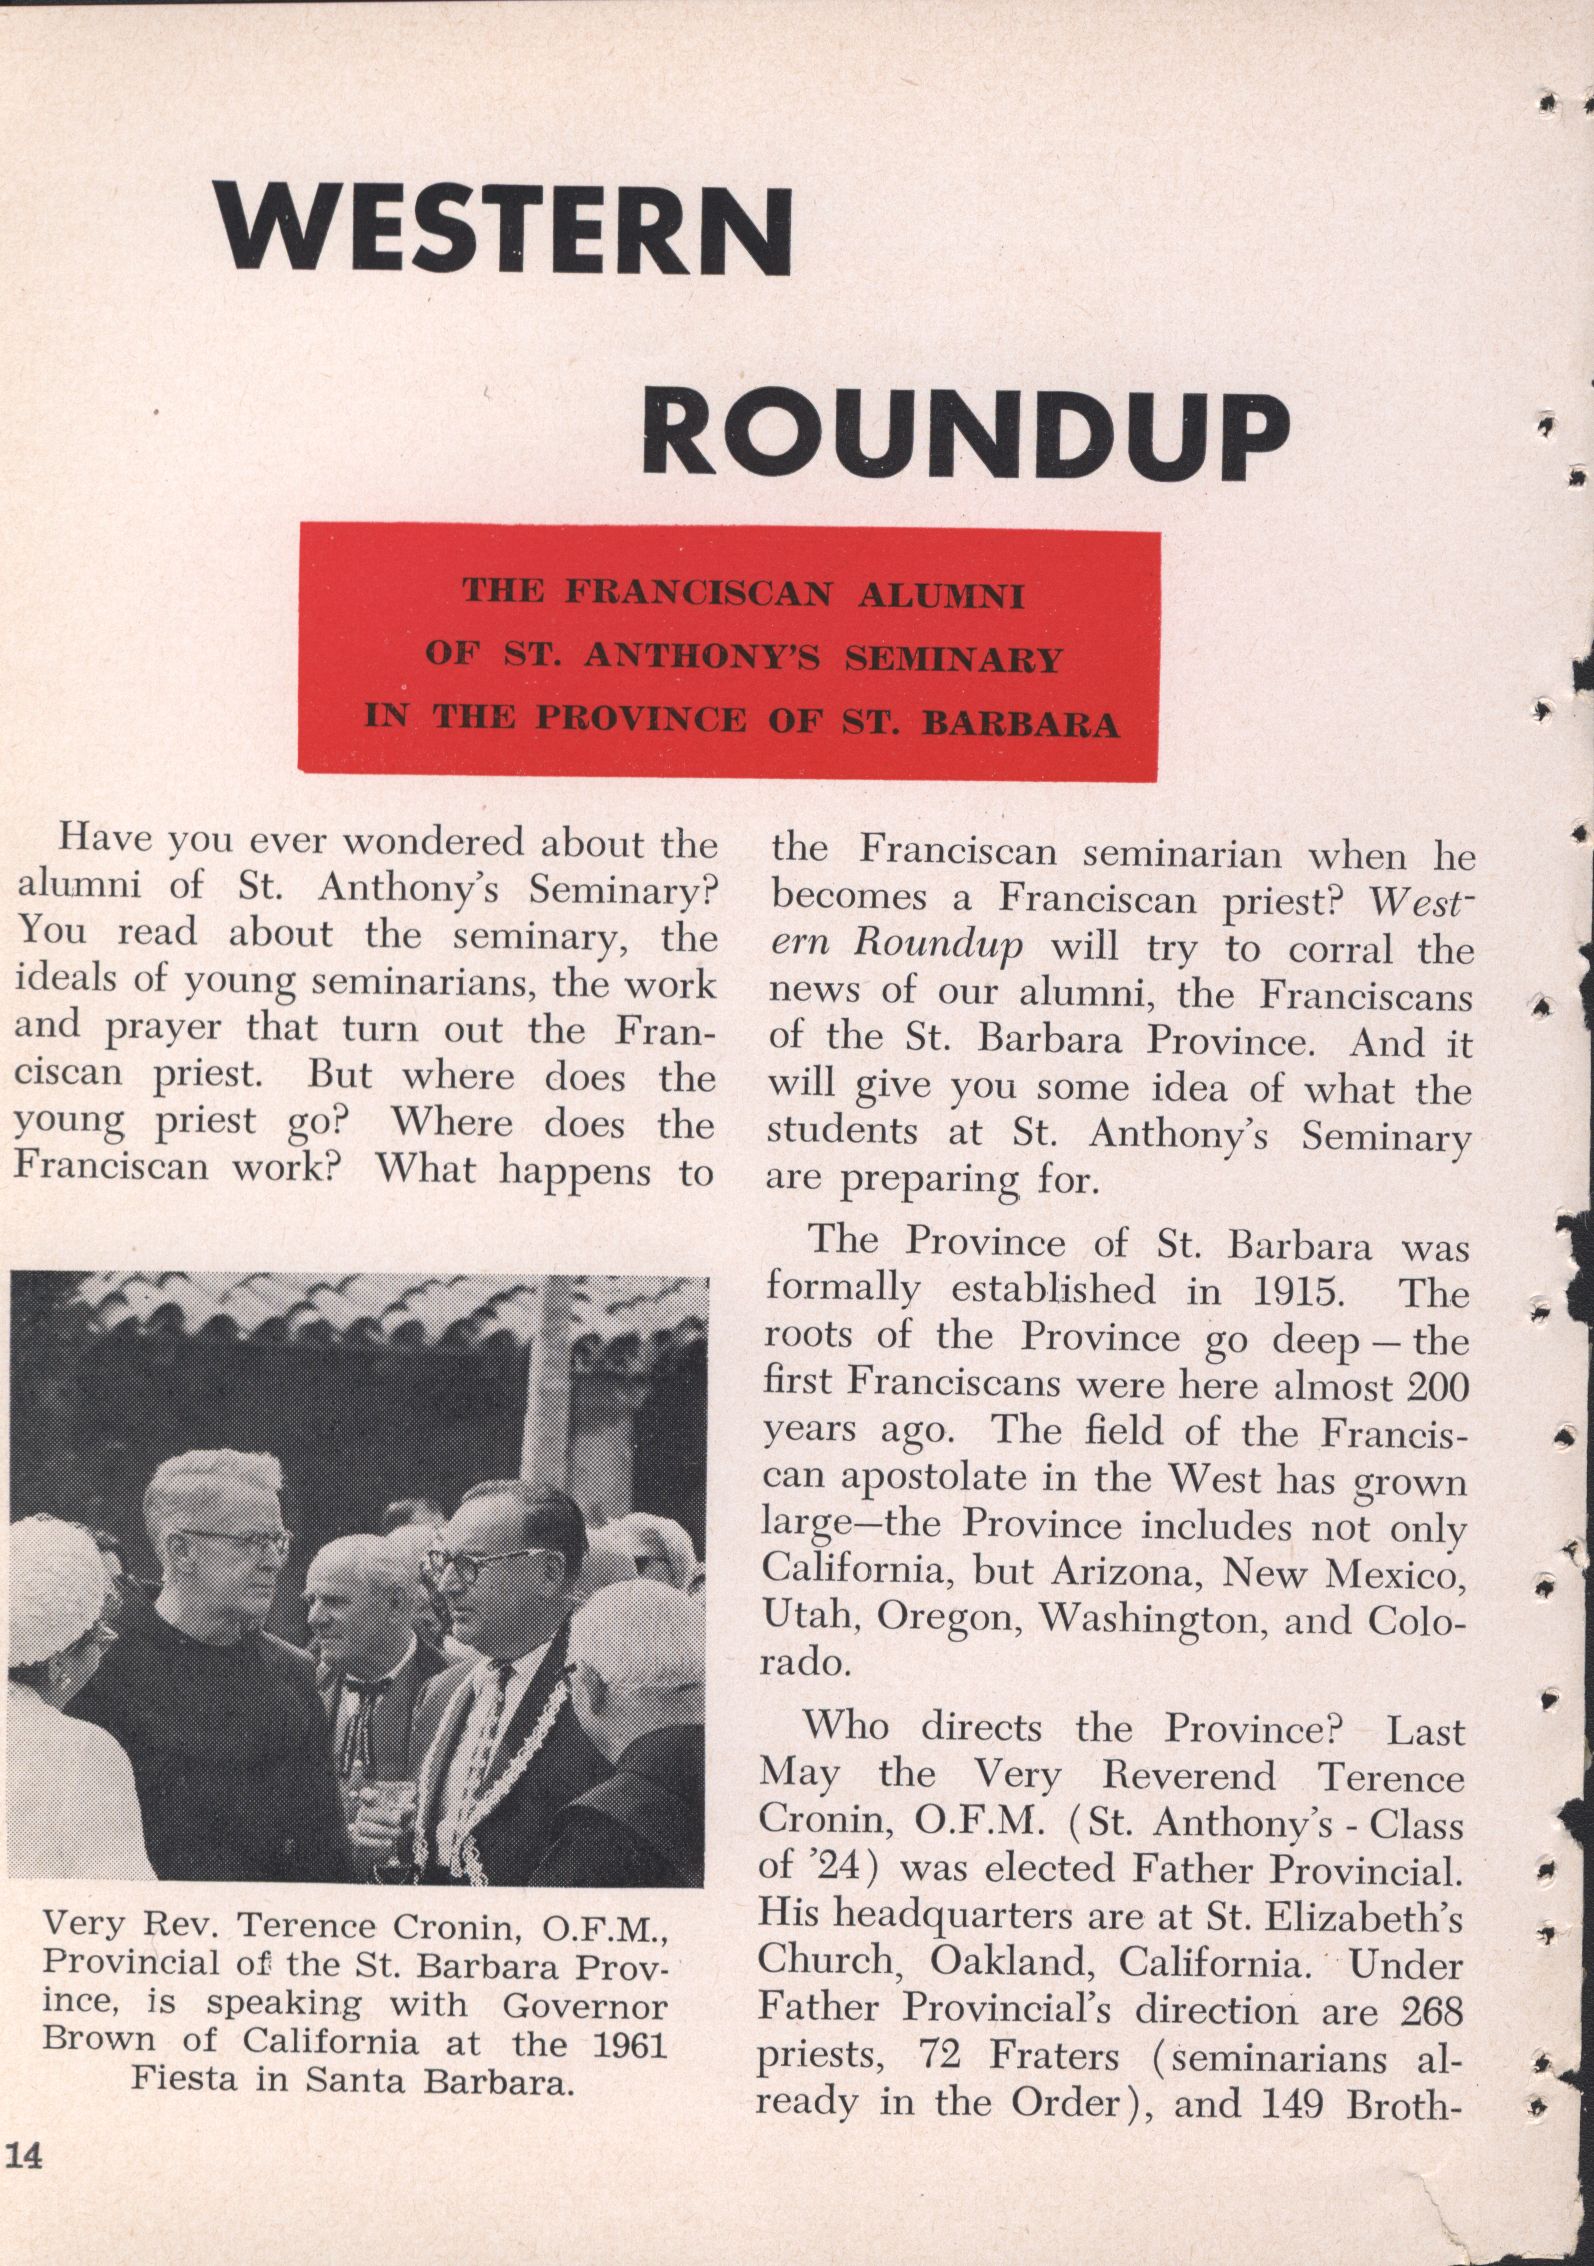 WESTERN
ROUNDUP
THE FRANCISCAN ALUMNI
OF ST. ANTHONY'S SEMINARY
IN THE PROVINCE OF ST. BARBARA
Have you ever wondered about the
alumni of St. Anthony's Seminary?
You read about the seminary, the
ideals of young seminarians, the work
and prayer that turn out the Fran-
ciscan priest. But where does the
young priest go? Where does the
Franciscan work? What happens to
the Franciscan seminarian when he
becomes a Franciscan priest? West-
ern Roundup will try to corral the
news of our alumni, the Franciscans
of the St. Barbara Province. And it
will give you some idea of what the
students at St. Anthony's Seminary
are preparing for.
The Province of St. Barbara was
formally established in 1915. The
roots of the Province go deep — the
first Franciscans were here almost 200
years ago. The field of the Francis-
can apostolate in the West has grown
large—the Province includes not only
California, but Arizona, New Mexico,
Utah, Oregon, Washington, and Colo-
rado.
Who directs the Province? Last
May the Very Reverend Terence
Cronin, O.F.M. (St. Anthony's - Class
of '24) was elected Father Provincial.
His headquarters are at St. Elizabeth's
Church, Oakland, California. Under
Father Provincial's direction are 268
priests, 72 Fraters (seminarians al-
ready in the Order), and 149 Broth-
Very Rev. Terence Cronin, O.F.M.,
Provincial of the St. Barbara Prov-
ince, is speaking with Governor
Brown of California at the 1961
Fiesta in Santa Barbara.
14